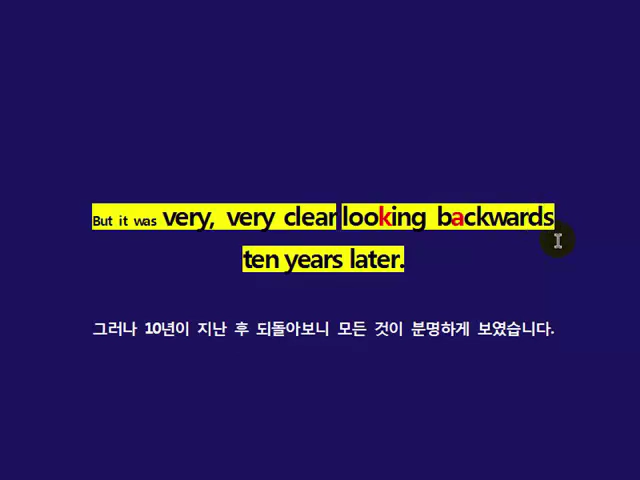 But it was very, very clear looking backwards
ten years later.
그러나 10년이 지난 후 되돌아보니 모든 것이 분명하게 보였습니다.